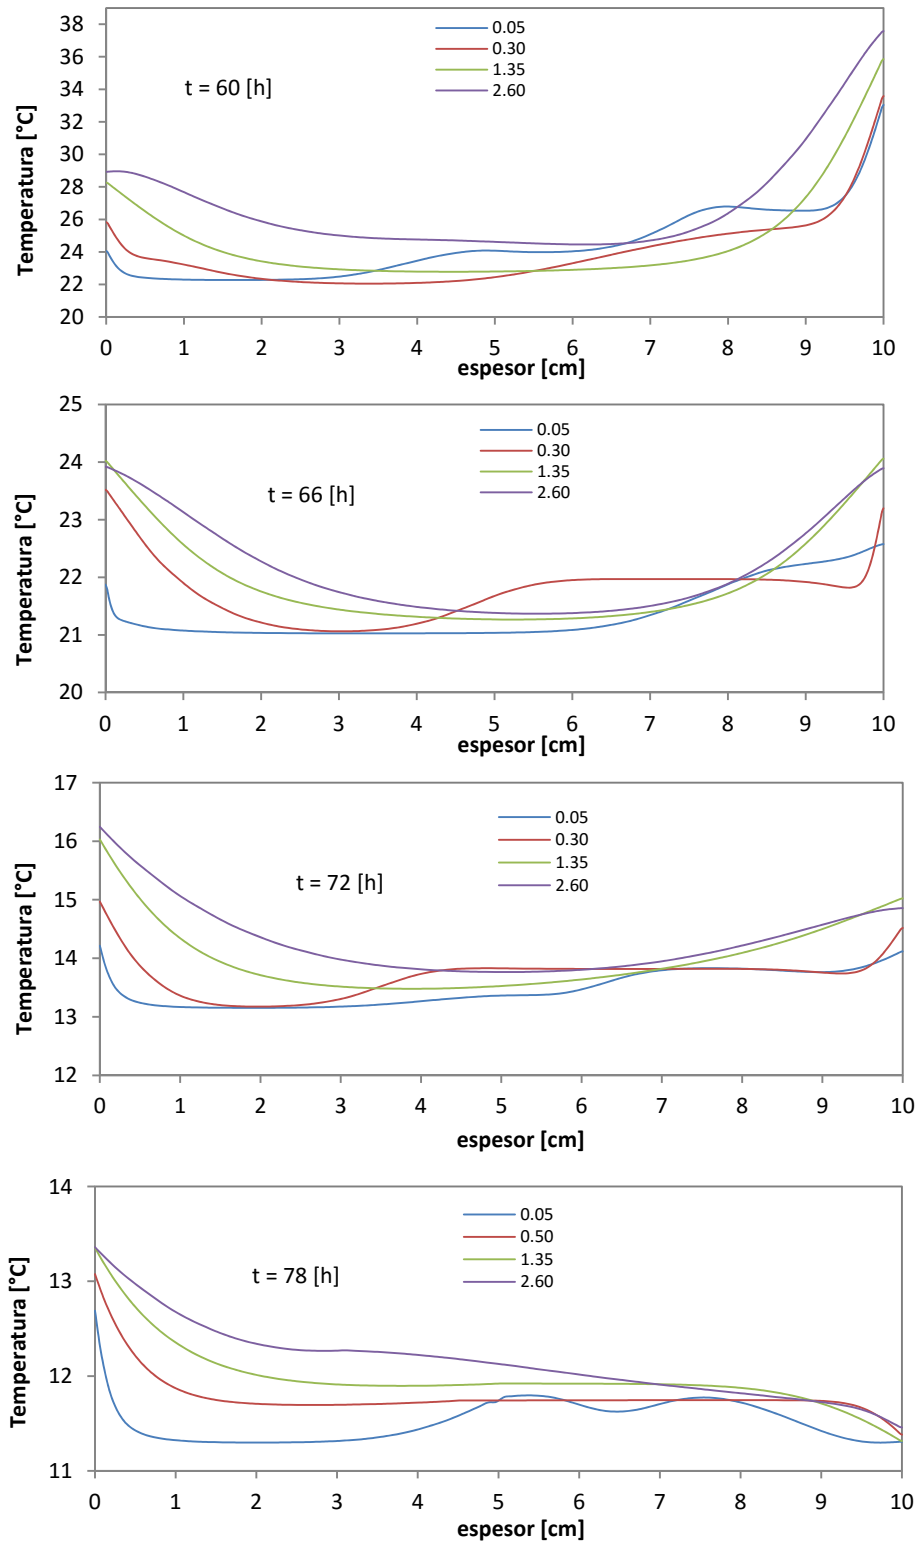 38
36
34
32
30
28
26
24
22
20
Temperatura [°C]
t = 60 [h]
0.05
0.30
1.35
2.60
0 1 2 3 4 5 6 7 8 9 10
espesor [cm]
25
24
23
22
21
20
Temperatura [°C]
t = 66 [h]
0.05
0.30
1.35
2.60
0 1 2 3 4 5 6 7 8 9 10
espesor [cm]
17
16
15
14
13
12
Temperatura [°C]
t = 72 [h]
0.05
0.30
1.35
2.60
0 1 2 3 4 5 6 7 8 9 10
espesor [cm]
14
13
12
11
Temperatura [°C]
t = 78 [h]
0.05
0.50
1.35
2.60
0 1 2 3 4 5 6 7 8 9 10
espesor [cm]